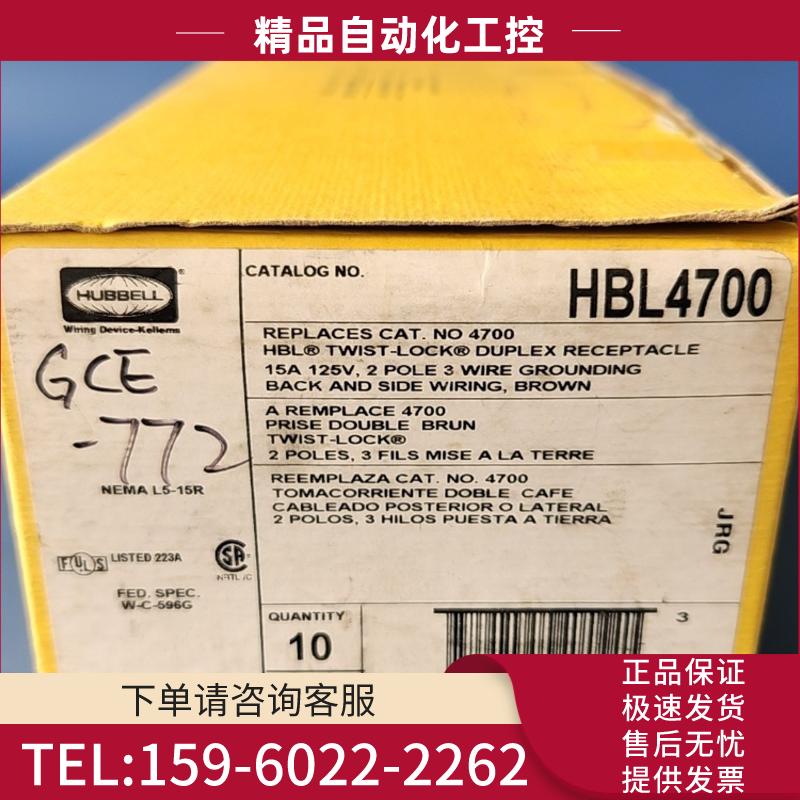 精品自动化工控
HUBBELL
®
Wiring Device-Kellems
CATALOG NO.
HBL4700
REPLACES CAT. NO 4700
HBL® TWIST-LOCK® DUPLEX RECEPTACLE
15A 125V, 2 POLE 3 WIRE GROUNDING
BACK AND SIDE WIRING, BROWN
GCE
-772
A REMPLACE 4700
PRISE DOUBLE BRUN
TWIST-LOCK®
2 POLES, 3 FILS MISE A LA TERRE
NEMA L5-15R
REEMPLAZA CAT. NO. 4700
TOMACORRIENTE DOBLE CAFE
CABLEADO POSTERIOR O LATERAL
2 POLOS, 3 HILOS PUESTA A TIERRA
JRG
LISTED 223A
FED. SPEC.
W-C-596G
QUANTITY
10
3
下单请咨询客服
TEL:159-6022-2262
正品保证
极速发货
售后无忧
提供发票